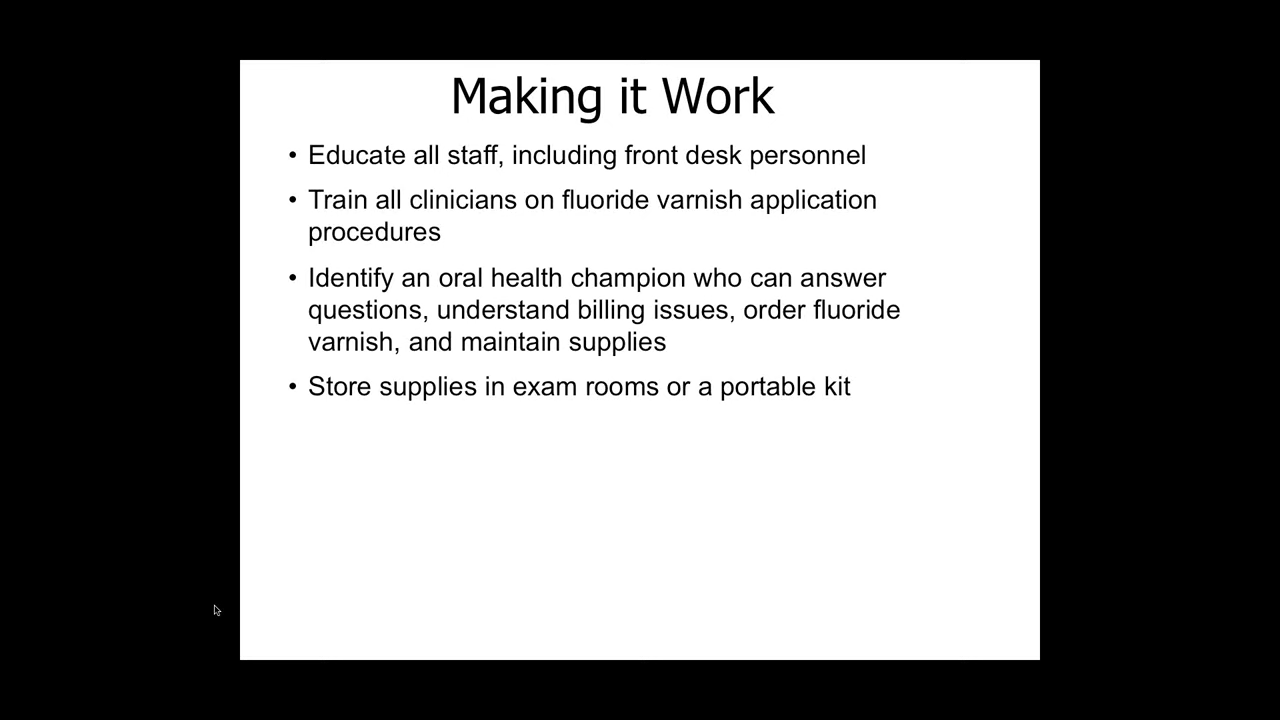 Making it Work
• Educate all staff, including front desk personnel
• Train all clinicians on fluoride varnish application
procedures
• Identify an oral health champion who can answer
questions, understand billing issues, order fluoride
varnish, and maintain supplies
• Store supplies in exam rooms or a portable kit